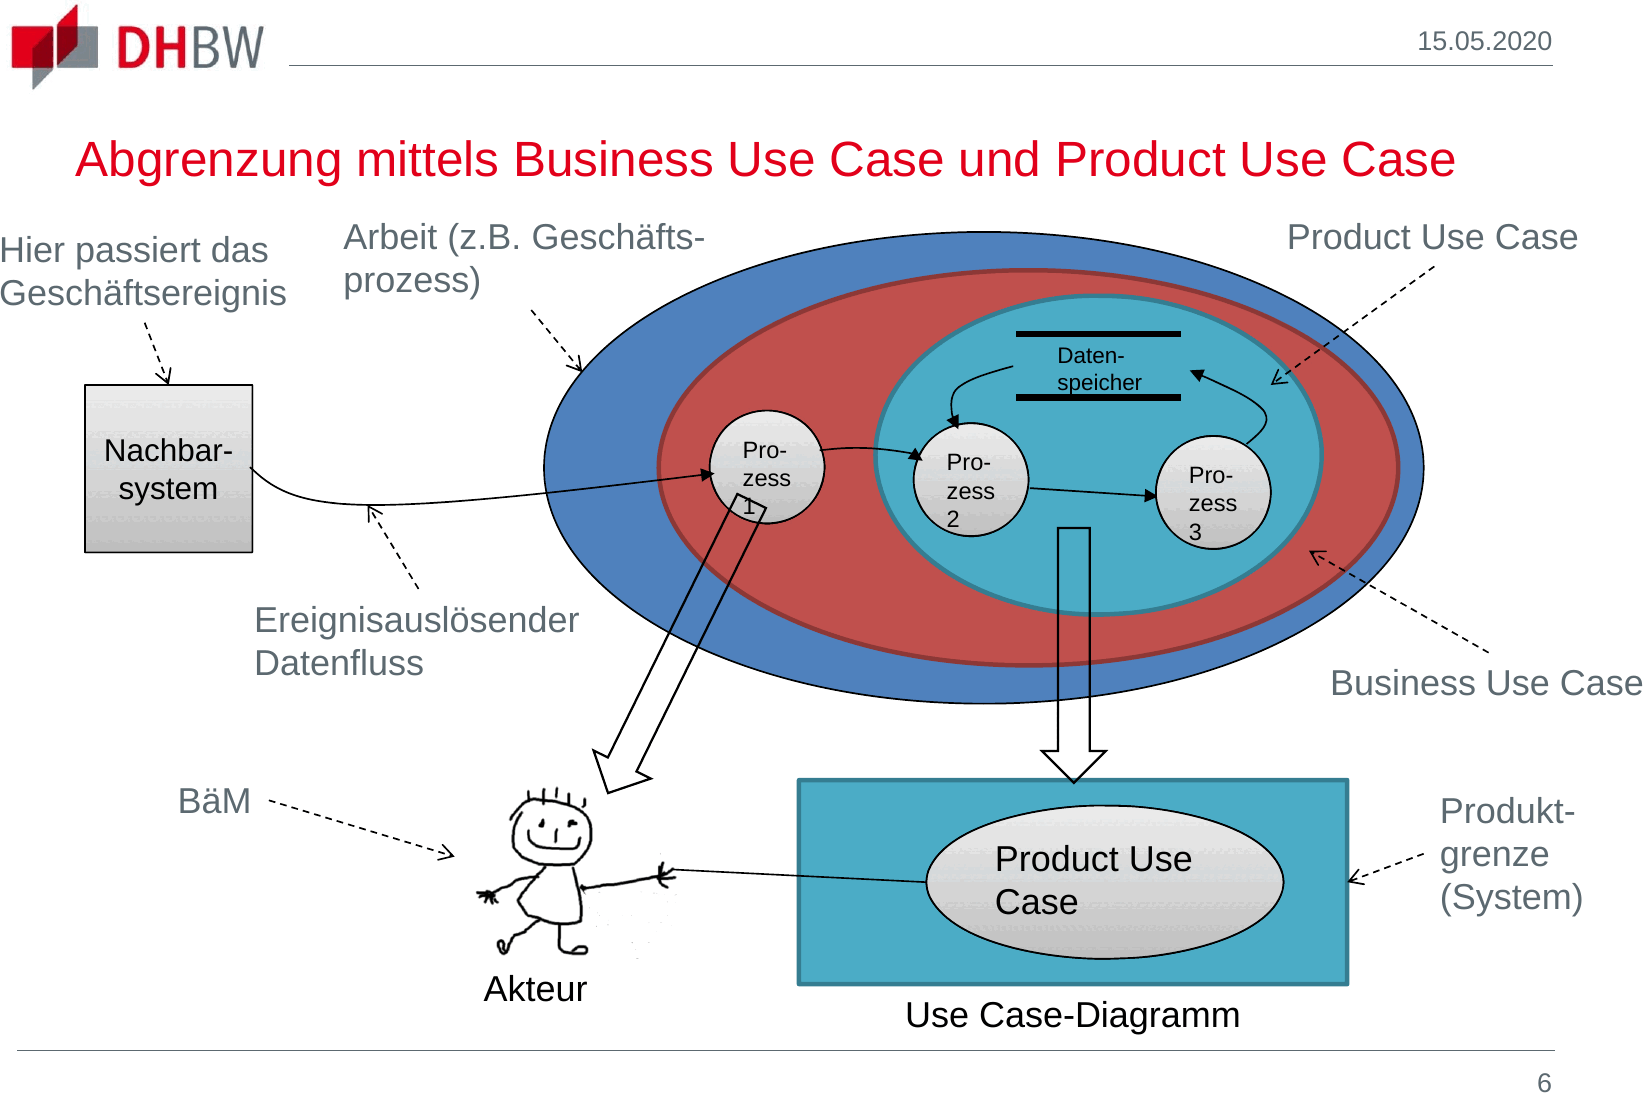 DHBW
15.05.2020
Abgrenzung mittels Business Use Case und Product Use Case
Hier passiert das
Geschäftsereignis
Arbeit (z.B. Geschäfts-
prozess)
Product Use Case
Daten-
speicher
Nachbar-
system
Pro-
zess
1
Pro-
zess
2
Pro-
zess
3
Ereignisauslösender
Datenfluss
Business Use Case
BäM
Produkt-
grenze
(System)
Product Use
Case
Akteur
Use Case-Diagramm
6